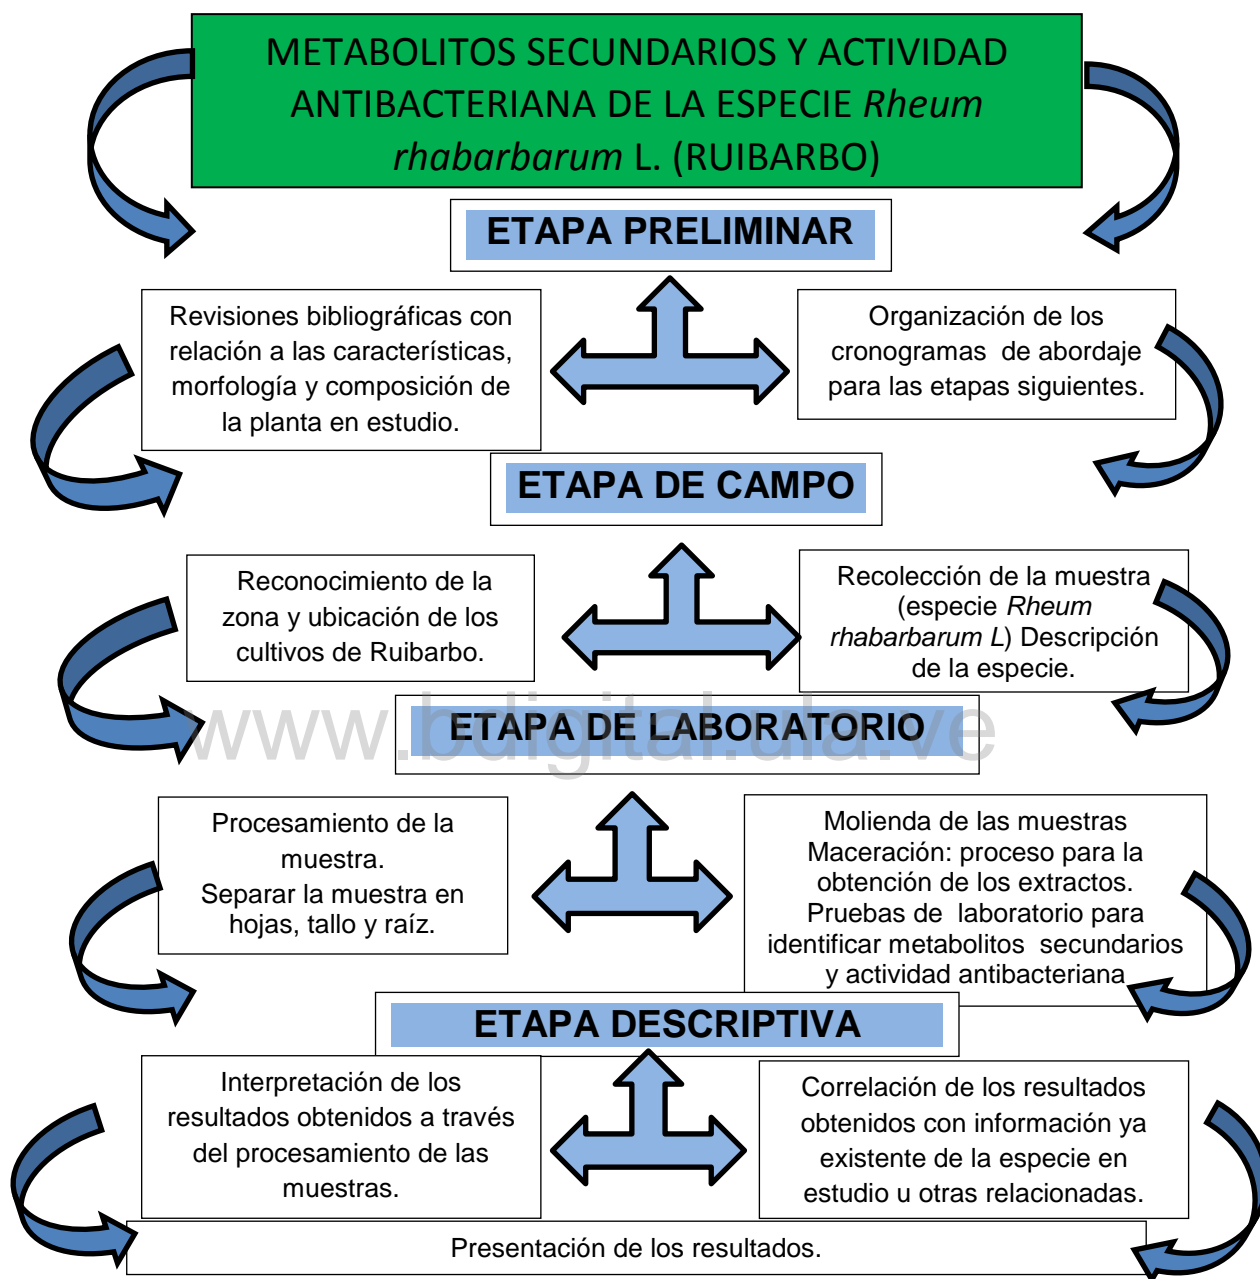 METABOLITOS SECUNDARIOS Y ACTIVIDAD
ANTIBACTERIANA DE LA ESPECIE Rheum
rhabarbarum L. (RUIBARBO)
ETAPA PRELIMINAR
Revisiones bibliográficas con
relación a las características,
morfología y composición de
la planta en estudio.
Organización de los
cronogramas de abordaje
para las etapas siguientes.
ETAPA DE CAMPO
Reconocimiento de la
zona y ubicación de los
cultivos de Ruibarbo.
Recolección de la muestra
(especie Rheum
rhabarbarum L) Descripción
de la especie.
www.bdigital.ula.ve
ETAPA DE LABORATORIO
Procesamiento de la
muestra.
Separar la muestra en
hojas, tallo y raíz.
Molienda de las muestras
Maceración: proceso para la
obtención de los extractos.
Pruebas de laboratorio para
identificar metabolitos secundarios
y actividad antibacteriana
ETAPA DESCRIPTIVA
Interpretación de los
resultados obtenidos a través
del procesamiento de las
muestras.
Correlación de los resultados
obtenidos con información ya
existente de la especie en
estudio u otras relacionadas.
Presentación de los resultados.